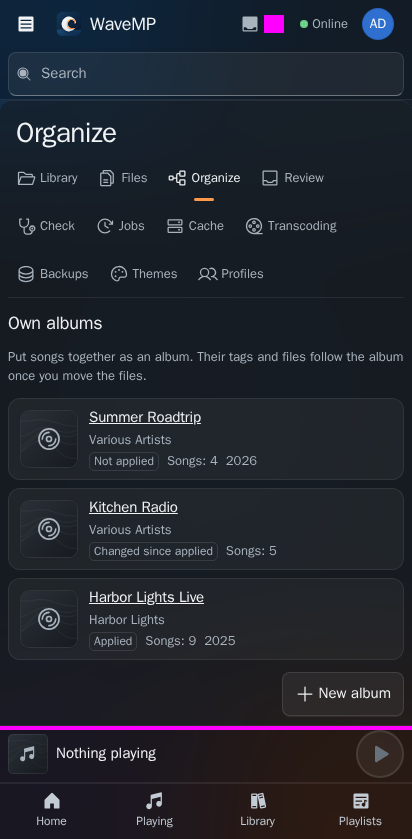 WaveMP
Online
AD
Search
Organize
Library
Files
Organize
Review
Check
Jobs
Cache
Transcoding
Backups
Themes
Profiles
Own albums
Put songs together as an album. Their tags and files follow the album
once you move the files.
Summer Roadtrip
Various Artists
Not applied Songs: 4 2026
Kitchen Radio
Various Artists
Changed since applied Songs: 5
Harbor Lights Live
Harbor Lights
Applied Songs: 9 2025
New album
Nothing playing
Home
Playing
Library
Playlists